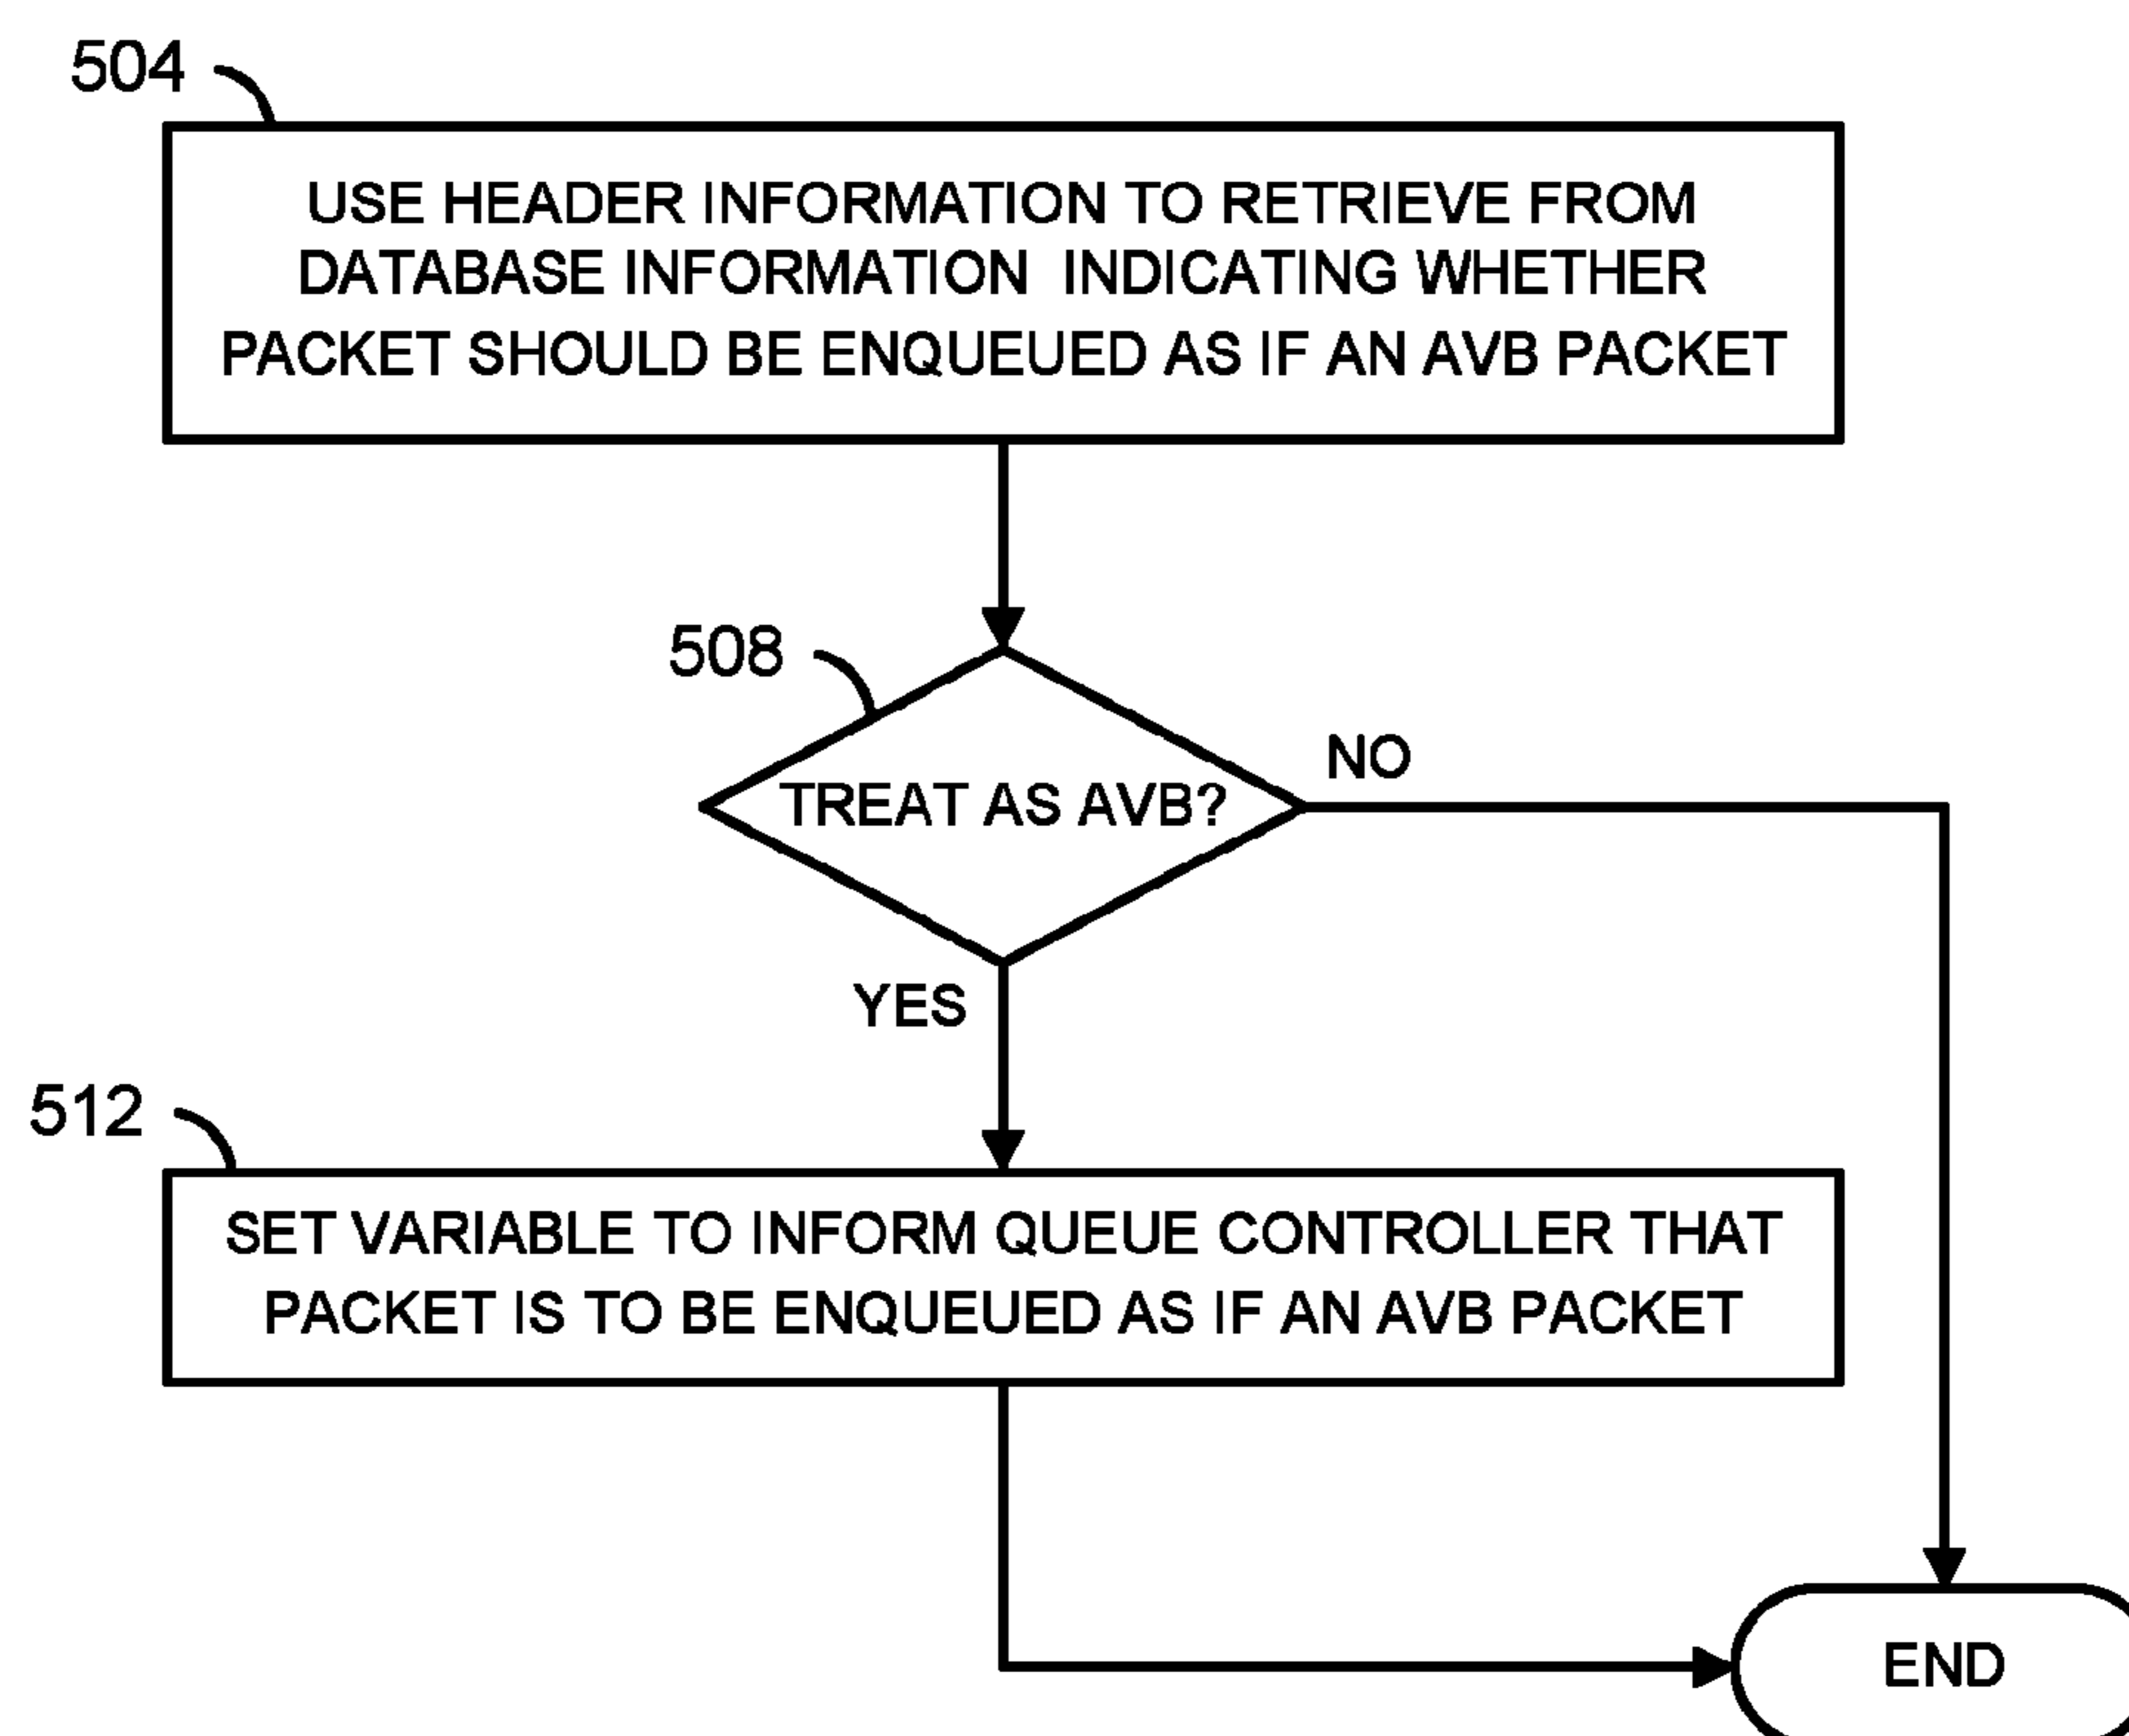 504
USE HEADER INFORMATION TO RETRIEVE FROM
DATABASE INFORMATION INDICATING WHETHER
PACKET SHOULD BE ENQUEUED AS IF AN AVB PACKET
508
TREAT AS AVB?
NO
YES
512
SET VARIABLE TO INFORM QUEUE CONTROLLER THAT
PACKET IS TO BE ENQUEUED AS IF AN AVB PACKET
END